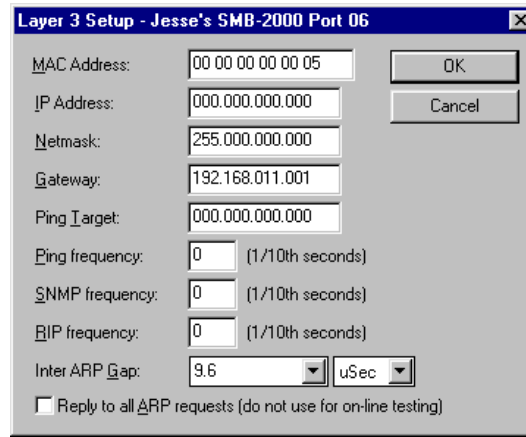 Layer 3 Setup - Jesse's SMB-2000 Port 06
MAC Address: 00 00 00 00 00 05 OK
IP Address: 000.000.000.000 Cancel
Netmask: 255.000.000.000
Gateway: 192.168.011.001
Ping Target: 000.000.000.000
Ping frequency: 0 (1/10th seconds)
SNMP frequency: 0 (1/10th seconds)
RIP frequency: 0 (1/10th seconds)
Inter ARP Gap: 9.6 uSec
Reply to all ARP requests (do not use for on-line testing)